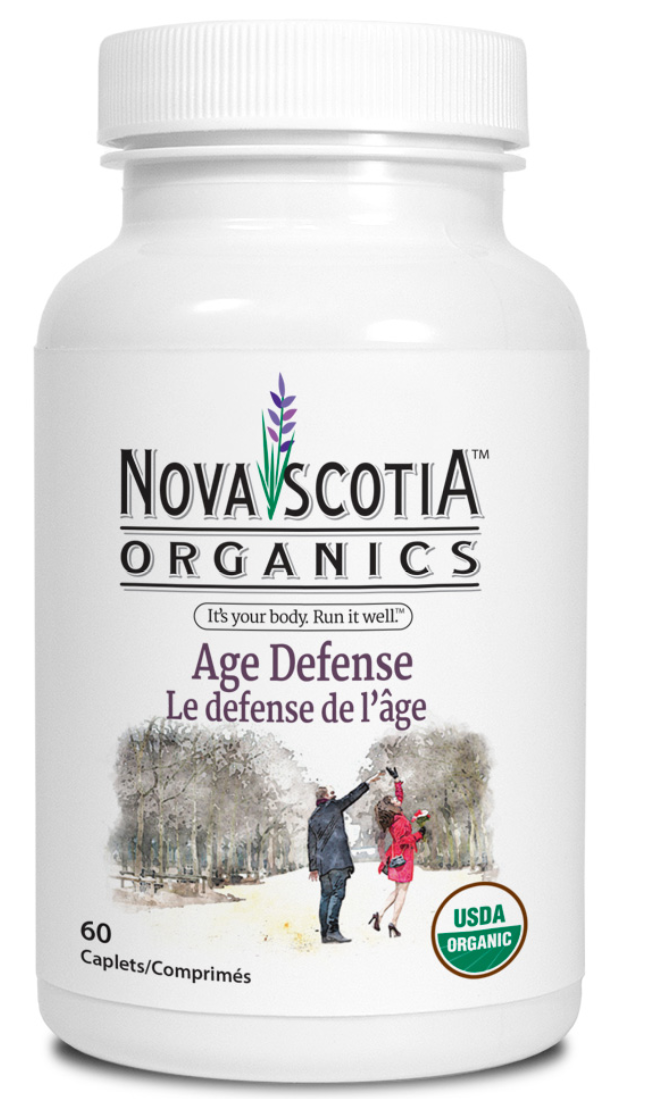 NOVA SCOTIA™
ORGANICS
It's your body. Run it well.™
Age Defense
Le defense de l'âge
60
Caplets/Comprimés
USDA
ORGANIC